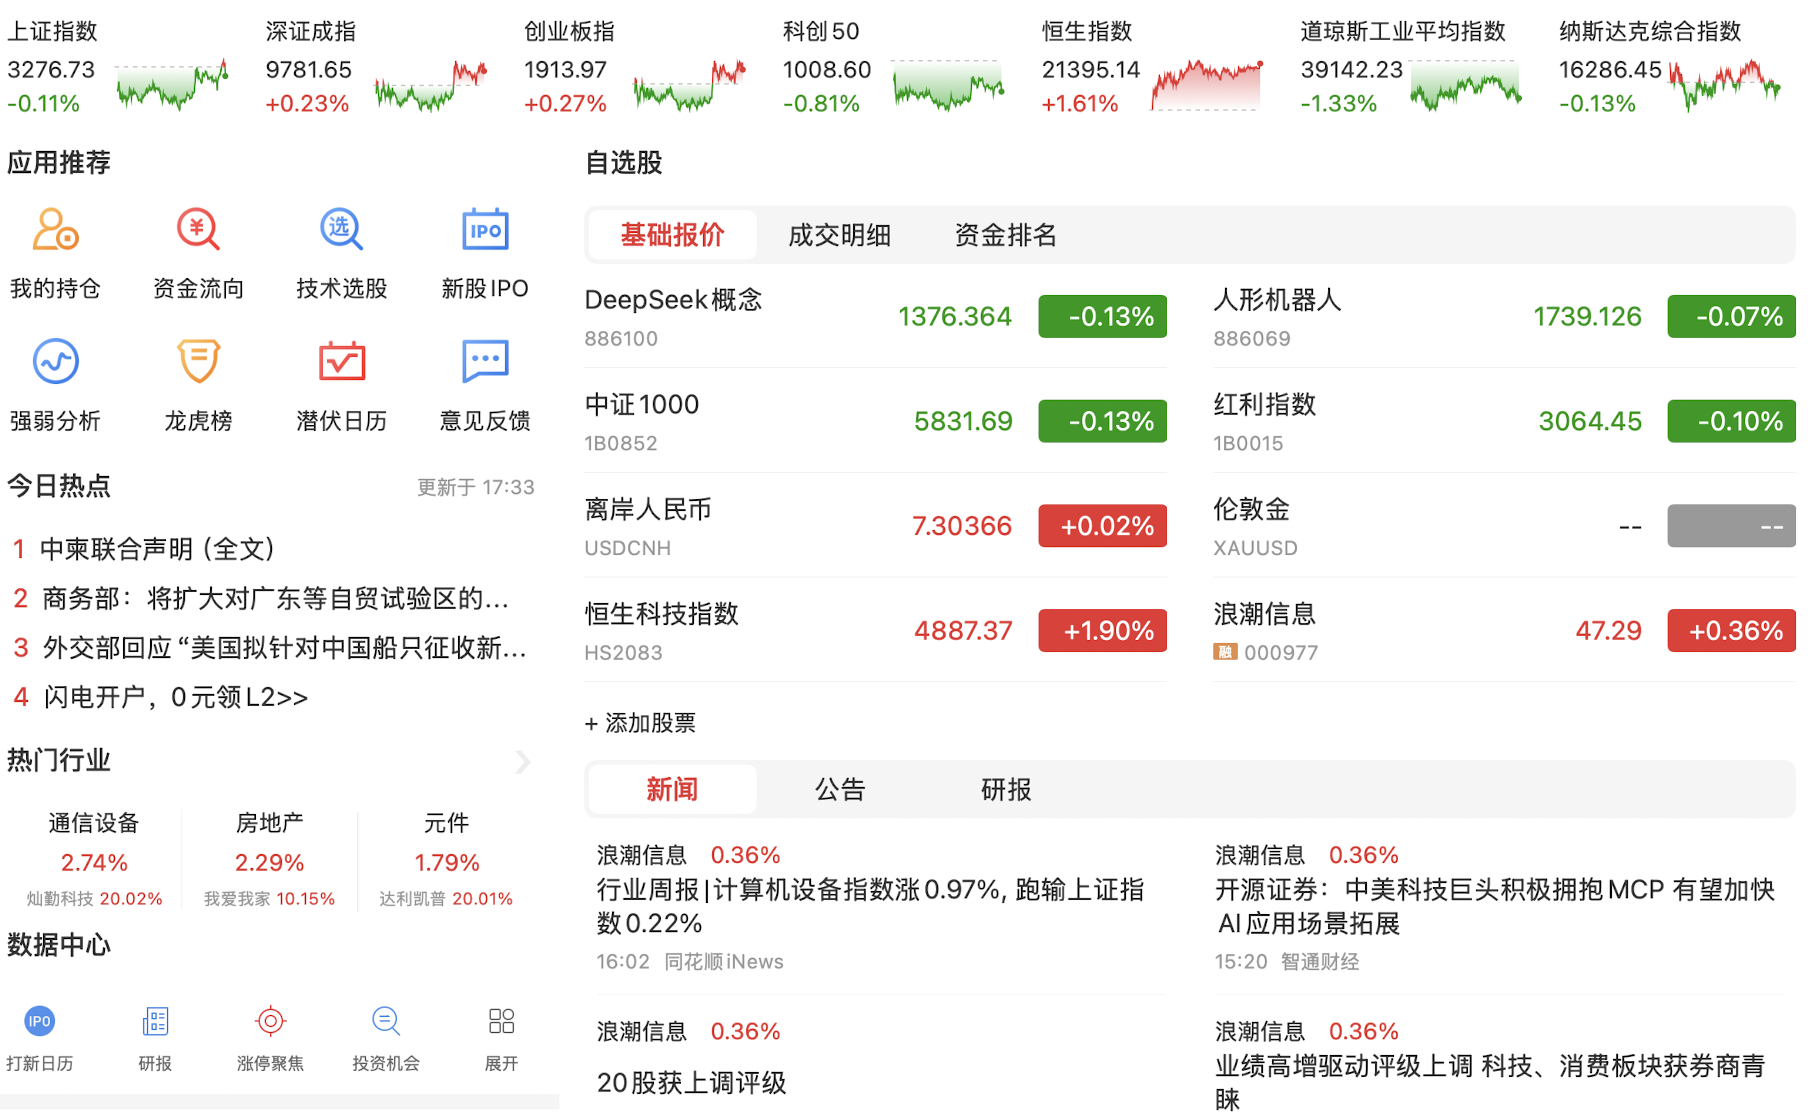 上证指数
3276.73
-0.11%
深证成指
9781.65
+0.23%
创业板指
1913.97
+0.27%
科创50
1008.60
-0.81%
恒生指数
21395.14
+1.61%
道琼斯工业平均指数
39142.23
-1.33%
纳斯达克综合指数
16286.45
-0.13%
应用推荐
¥
选
IPO
我的持仓
资金流向
技术选股
新股IPO
强弱分析
龙虎榜
潜伏日历
意见反馈
今日热点
更新于 17:33
1 中柬联合声明（全文）
2 商务部：将扩大对广东等自贸试验区的...
3 外交部回应“美国拟针对中国船只征收新...
4 闪电开户，0元领L2>>
热门行业
通信设备
2.74%
灿勤科技 20.02%
房地产
2.29%
我爱我家 10.15%
元件
1.79%
达利凯普 20.01%
数据中心
IPO
打新日历
研报
涨停聚焦
投资机会
展开
自选股
基础报价
成交明细
资金排名
DeepSeek概念
886100
1376.364
-0.13%
人形机器人
886069
1739.126
-0.07%
中证1000
1B0852
5831.69
-0.13%
红利指数
1B0015
3064.45
-0.10%
离岸人民币
USDCNH
7.30366
+0.02%
伦敦金
XAUUSD
--
--
恒生科技指数
HS2083
4887.37
+1.90%
浪潮信息
融 000977
47.29
+0.36%
+ 添加股票
新闻
公告
研报
浪潮信息 0.36%
行业周报|计算机设备指数涨0.97%, 跑输上证指
数0.22%
16:02 同花顺iNews
浪潮信息 0.36%
开源证券：中美科技巨头积极拥抱MCP 有望加快
AI应用场景拓展
15:20 智通财经
浪潮信息 0.36%
20股获上调评级
浪潮信息 0.36%
业绩高增驱动评级上调 科技、消费板块获券商青
睐